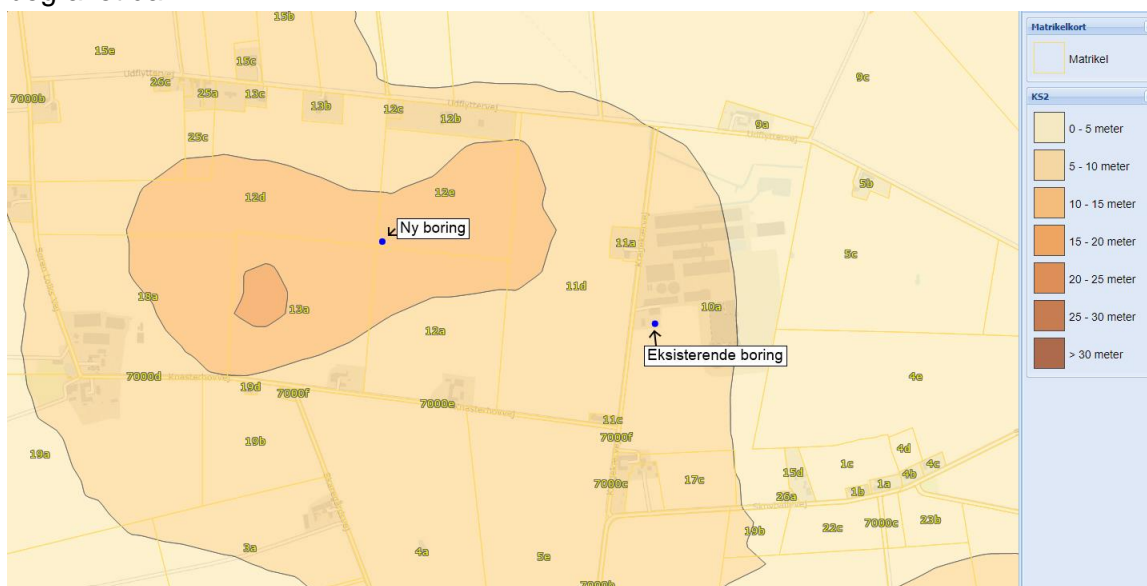 Matrikelkort
15b
15e
9c
Matrikel
15c
Udflyttervej
26c
25a
13c
7000b
KS2
13b
12c
Udflyttervej
12b
9a
Udflyttervej
0 - 5 meter
25c
5 - 10 meter
12d
12e
5b
10 - 15 meter
Ny boring
11a
5c
15 - 20 meter
11d
20 - 25 meter
18a
13a
10a
25 - 30 meter
12a
Eksisterende boring
> 30 meter
7000d
19d
7000f
7000e
4e
11c
7000f
19b
19a
4d
1c
4c
15d
4b
7000c
17c
1a
1b
26a
19b
22c
7000c
23b
3a
4a
5e
7000b